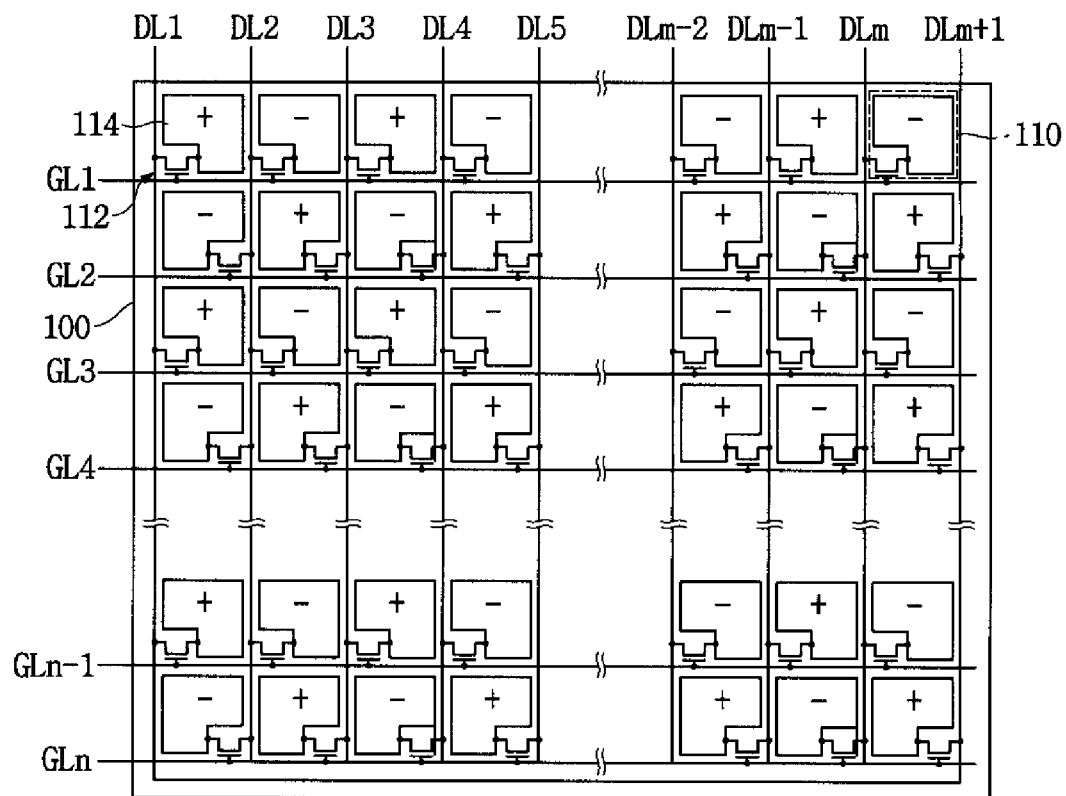 DL1 DL2 DL3 DL4 DL5 DLm-2 DLm-1 DLm DLm+1
114 + - + - - + - 110
GL1
112 - + - + + - +
GL2
100 + - + - - + -
GL3
- + - + + - +
GL4
+ - + - - + -
GLn-1
- + - + + - +
GLn